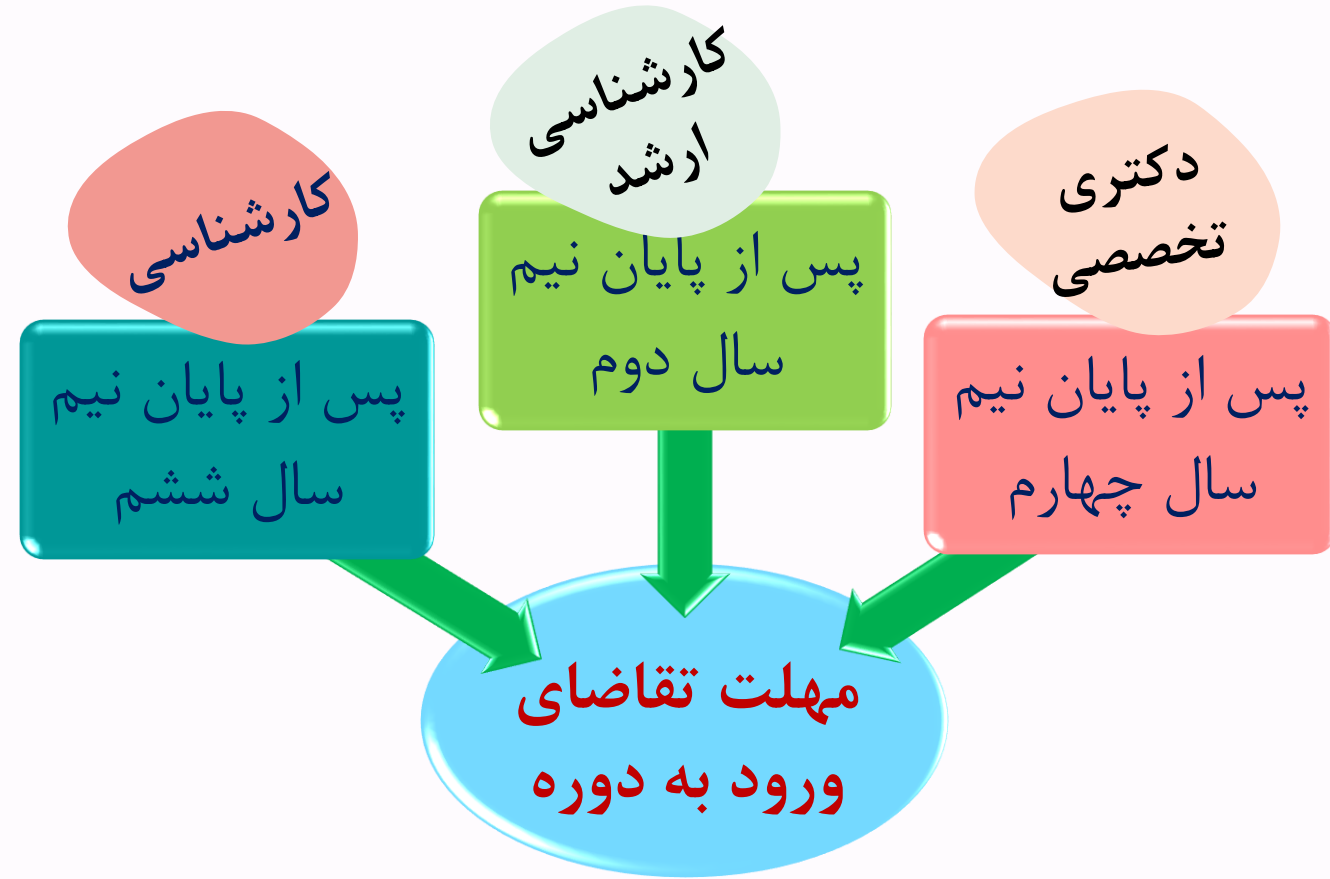 دکتری
تخصصی
پس از پایان نیم
سال چهارم
کارشناسی
ارشد
پس از پایان نیم
سال دوم
کارشناسی
پس از پایان نیم
سال ششم
مهلت تقاضای
ورود به دوره